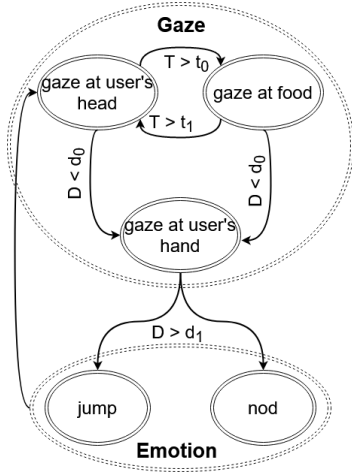 Gaze
T > t₀
gaze at user's
head
gaze at food
T > t₁
D < d₀
D < d₀
gaze at user's
hand
D > d₁
jump
nod
Emotion